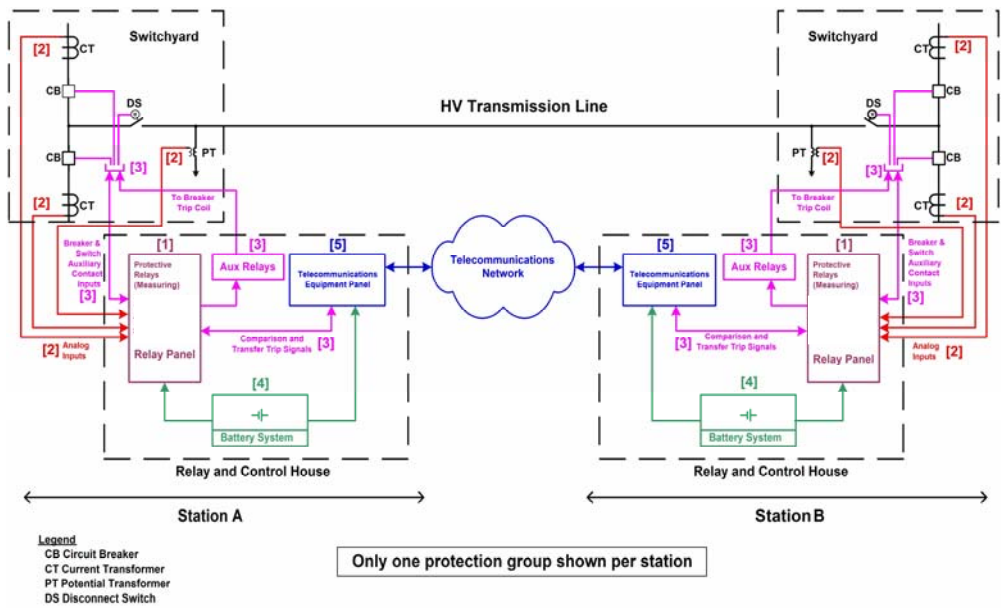 Switchyard
[2]
CT
CB
DS
CB
[3]
[2]
PT
[2]
CT
HV Transmission Line
Switchyard
CT
[2]
CB
DS
PT
[2]
CB
[3]
[2]
CT
To Breaker
Trip Coil
Breaker &
Switch
Auxiliary
Contact
Inputs
[3]
[1]
Protective
Relays
(Measuring)
Relay Panel
[3]
Aux Relays
[5]
Telecommunications
Equipment Panel
Comparison and
Transfer Trip Signals
[3]
[2]
Analog
Inputs
[4]
Battery System
Relay and Control House
Station A
Telecommunications
Network
To Breaker
Trip Coil
[5]
Telecommunications
Equipment Panel
[3]
Aux Relays
[1]
Protective
Relays
(Measuring)
Relay Panel
Breaker &
Switch
Auxiliary
Contact
Inputs
[3]
[3]
Comparison and
Transfer Trip Signals
Analog
Inputs
[2]
[4]
Battery System
Relay and Control House
Station B
Legend
CB Circuit Breaker
CT Current Transformer
PT Potential Transformer
DS Disconnect Switch
Only one protection group shown per station